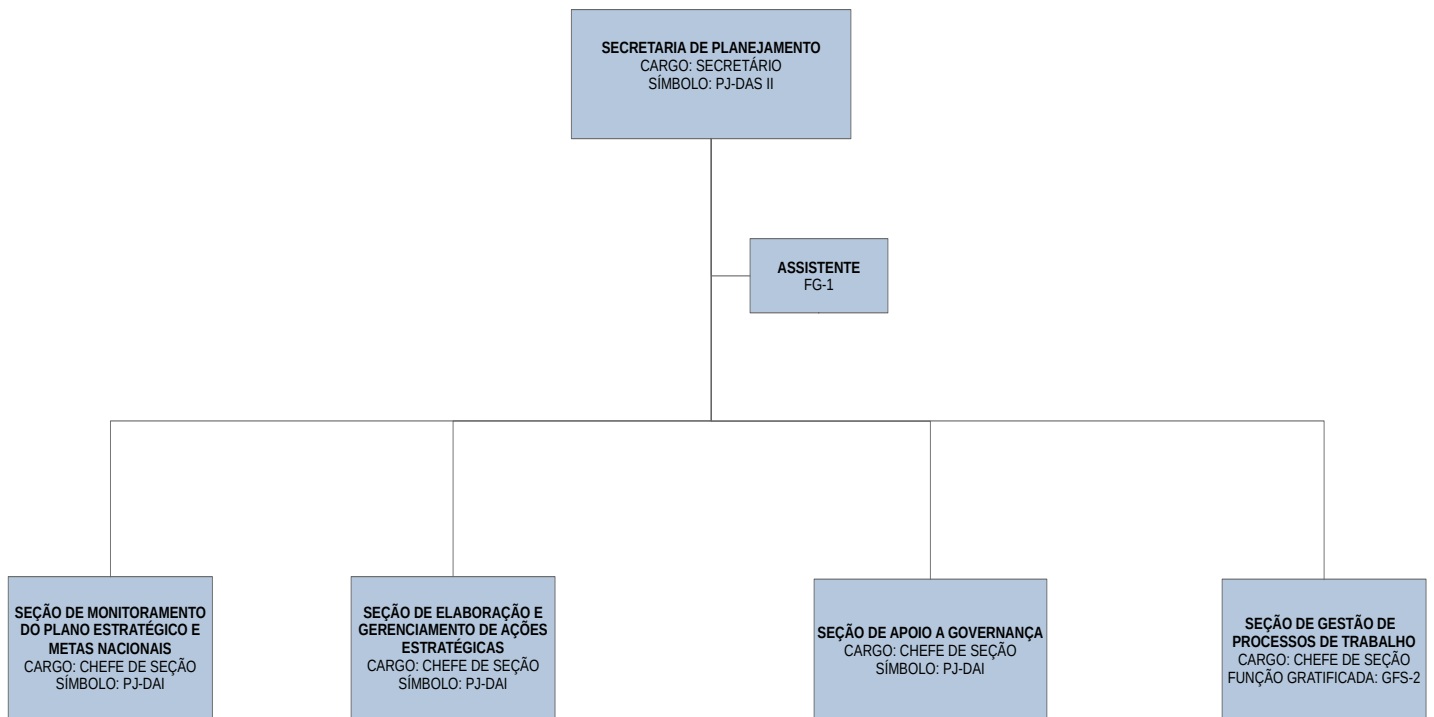 SECRETARIA DE PLANEJAMENTO
CARGO: SECRETÁRIO
SÍMBOLO: PJ-DAS II
ASSISTENTE
FG-1
SEÇÃO DE MONITORAMENTO
DO PLANO ESTRATÉGICO E
METAS NACIONAIS
CARGO: CHEFE DE SEÇÃO
SÍMBOLO: PJ-DAI
SEÇÃO DE ELABORAÇÃO E
GERENCIAMENTO DE AÇÕES
ESTRATÉGICAS
CARGO: CHEFE DE SEÇÃO
SÍMBOLO: PJ-DAI
SEÇÃO DE APOIO A GOVERNANÇA
CARGO: CHEFE DE SEÇÃO
SÍMBOLO: PJ-DAI
SEÇÃO DE GESTÃO DE
PROCESSOS DE TRABALHO
CARGO: CHEFE DE SEÇÃO
FUNÇÃO GRATIFICADA: GFS-2